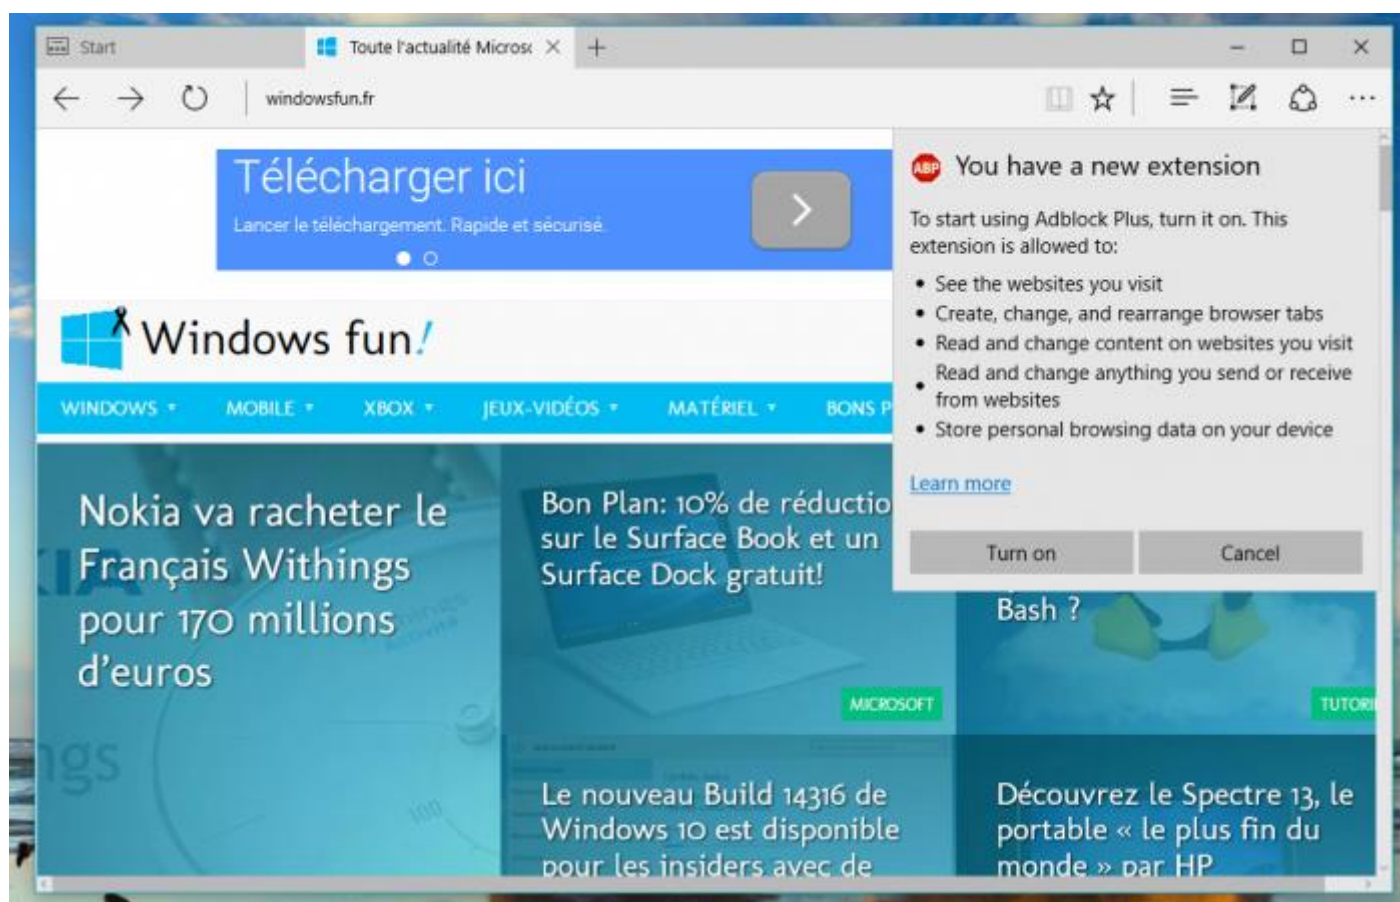 Start
Toute l'actualité Micros
windowsfun.fr
Télécharger ici
Lancer le téléchargement. Rapide et sécurisé.
ABP
You have a new extension
To start using Adblock Plus, turn it on. This
extension is allowed to:
• See the websites you visit
• Create, change, and rearrange browser tabs
• Read and change content on websites you visit
• Read and change anything you send or receive
from websites
• Store personal browsing data on your device
Learn more
Turn on
Cancel
Windows fun!
WINDOWS
MOBILE
XBOX
JEUX-VIDÉOS
MATÉRIEL
BONS P
Nokia va racheter le
Français Withings
pour 170 millions
d'euros
Bon Plan: 10% de réductio
sur le Surface Book et un
Surface Dock gratuit!
MICROSOFT
Bash ?
TUTORI
Le nouveau Build 14316 de
Windows 10 est disponible
pour les insiders avec de
Découvrez le Spectre 13, le
portable « le plus fin du
monde » par HP
KIA
ngs
100